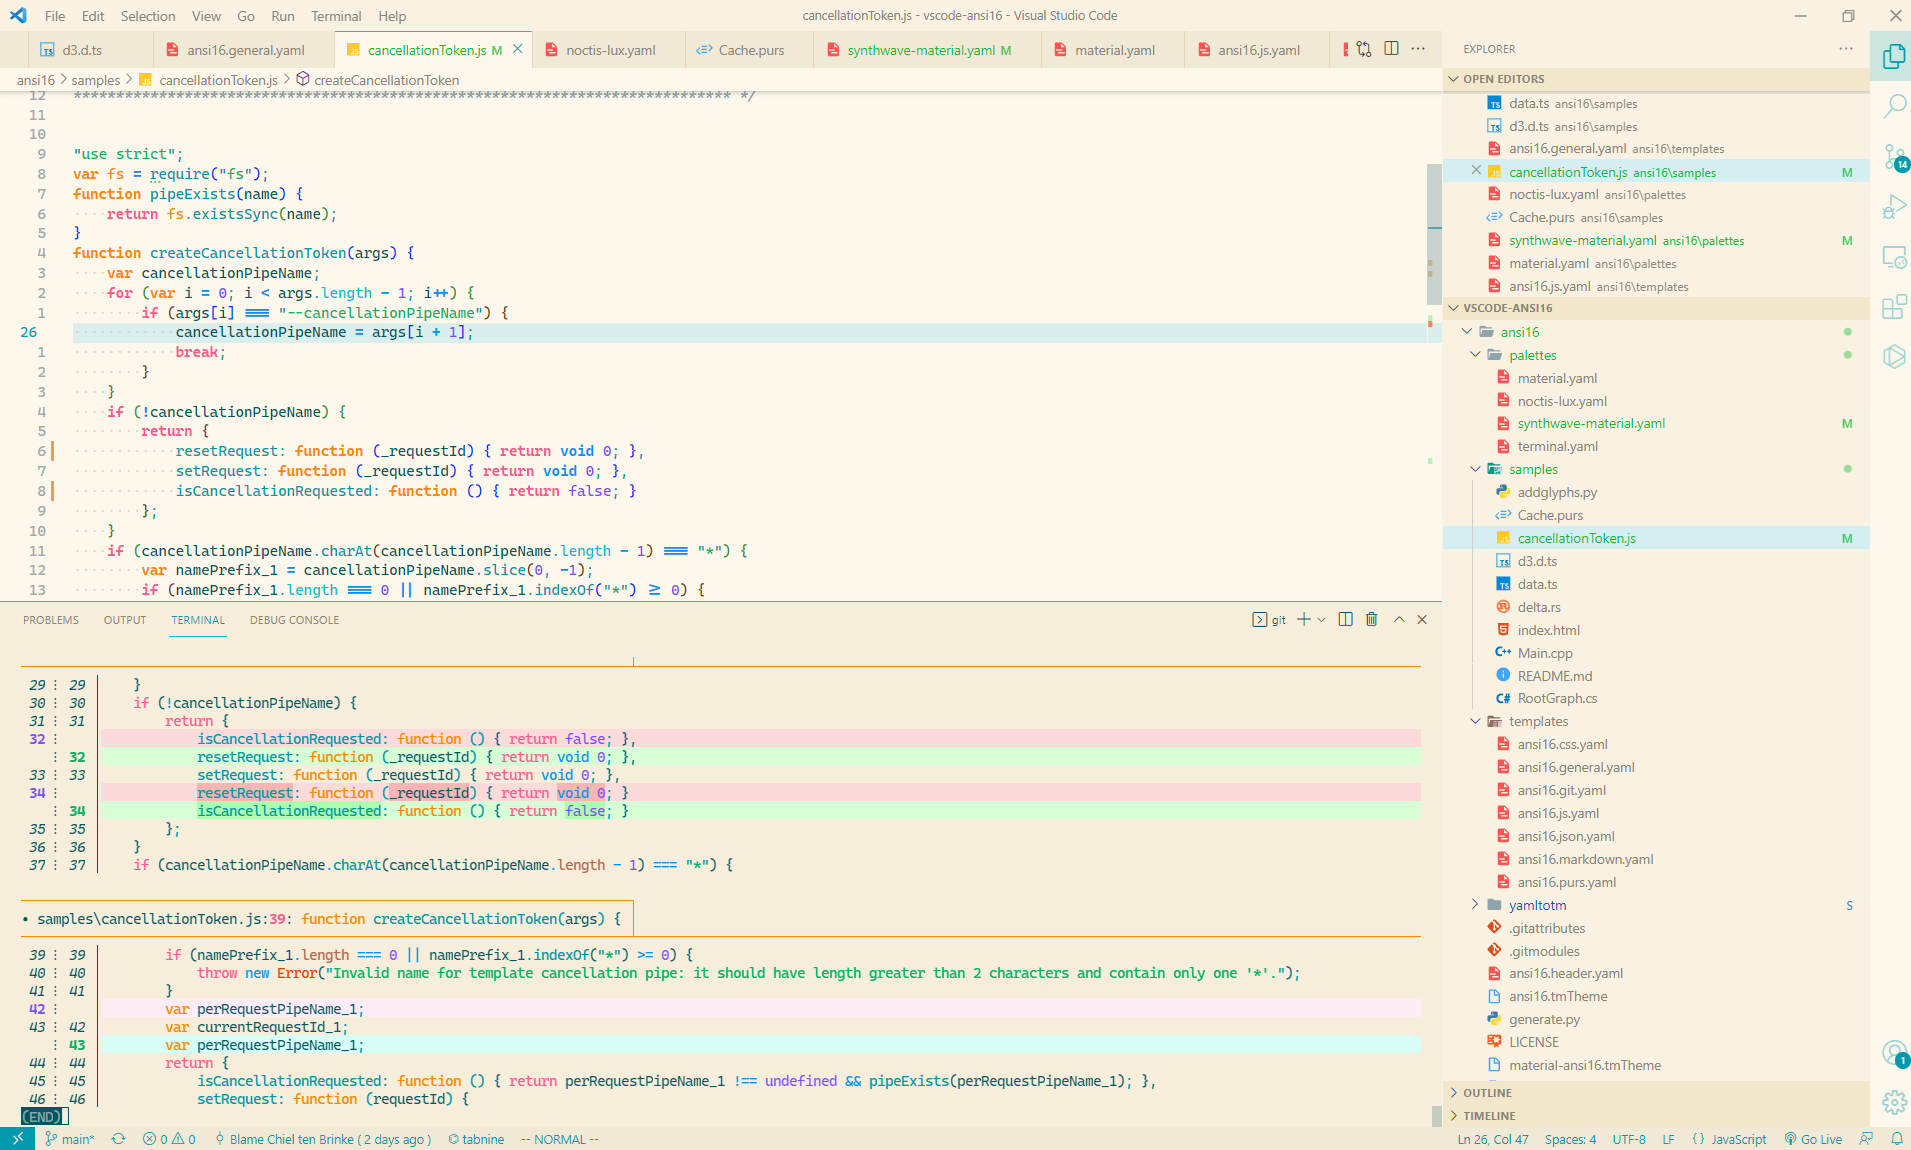 File Edit Selection View Go Run Terminal Help
cancellationToken.js - vscode-ansi16 - Visual Studio Code
d3.d.ts
ansi16.general.yaml
cancellationToken.js M
noctis-lux.yaml
Cache.purs
synthwave-material.yaml M
material.yaml
ansi16.js.yaml
ansi16 > samples > cancellationToken.js > createCancellationToken
12 ***************************************************************************** */
11
10
9 "use strict";
8 var fs = require("fs");
7 function pipeExists(name) {
6 ····return fs.existsSync(name);
5 }
4 function createCancellationToken(args) {
3 ····var cancellationPipeName;
2 ····for (var i = 0; i < args.length - 1; i++) {
1 ········if (args[i] === "--cancellationPipeName") {
26 ············cancellationPipeName = args[i + 1];
1 ············break;
2 ········}
3 ····}
4 ····if (!cancellationPipeName) {
5 ········return {
6 ············resetRequest: function (_requestId) { return void 0; },
7 ············setRequest: function (_requestId) { return void 0; },
8 ············isCancellationRequested: function () { return false; }
9 ········};
10 ····}
11 ····if (cancellationPipeName.charAt(cancellationPipeName.length - 1) === "*") {
12 ········var namePrefix_1 = cancellationPipeName.slice(0, -1);
13 ········if (namePrefix_1.length === 0 || namePrefix_1.indexOf("*") ≥ 0) {
PROBLEMS OUTPUT TERMINAL DEBUG CONSOLE
git
29 ⋮ 29 }
30 ⋮ 30 if (!cancellationPipeName) {
31 ⋮ 31 return {
32 ⋮ isCancellationRequested: function () { return false; },
⋮ 32 resetRequest: function (_requestId) { return void 0; },
33 ⋮ 33 setRequest: function (_requestId) { return void 0; },
34 ⋮ resetRequest: function (_requestId) { return void 0; }
⋮ 34 isCancellationRequested: function () { return false; }
35 ⋮ 35 };
36 ⋮ 36 }
37 ⋮ 37 if (cancellationPipeName.charAt(cancellationPipeName.length - 1) === "*") {
• samples\cancellationToken.js:39: function createCancellationToken(args) {
39 ⋮ 39 if (namePrefix_1.length === 0 || namePrefix_1.indexOf("*") >= 0) {
40 ⋮ 40 throw new Error("Invalid name for template cancellation pipe: it should have length greater than 2 characters and contain only one '*'.");
41 ⋮ 41 }
42 ⋮ var perRequestPipeName_1;
43 ⋮ 42 var currentRequestId_1;
⋮ 43 var perRequestPipeName_1;
44 ⋮ 44 return {
45 ⋮ 45 isCancellationRequested: function () { return perRequestPipeName_1 !== undefined && pipeExists(perRequestPipeName_1); },
46 ⋮ 46 setRequest: function (requestId) {
(END)
EXPLORER
OPEN EDITORS
data.ts ansi16\samples
d3.d.ts ansi16\samples
ansi16.general.yaml ansi16\templates
cancellationToken.js ansi16\samples M
noctis-lux.yaml ansi16\palettes
Cache.purs ansi16\samples
synthwave-material.yaml ansi16\palettes M
material.yaml ansi16\palettes
ansi16.js.yaml ansi16\templates
VSCODE-ANSI16
ansi16
palettes
material.yaml
noctis-lux.yaml
synthwave-material.yaml M
terminal.yaml
samples
addglyphs.py
Cache.purs
cancellationToken.js M
d3.d.ts
data.ts
delta.rs
index.html
Main.cpp
README.md
RootGraph.cs
templates
ansi16.css.yaml
ansi16.general.yaml
ansi16.git.yaml
ansi16.js.yaml
ansi16.json.yaml
ansi16.markdown.yaml
ansi16.purs.yaml
yamltotm S
.gitattributes
.gitmodules
ansi16.header.yaml
ansi16.tmTheme
generate.py
LICENSE
material-ansi16.tmTheme
OUTLINE
TIMELINE
14
1
main* 0 0 Blame Chiel ten Brinke ( 2 days ago ) tabnine -- NORMAL --
Ln 26, Col 47 Spaces: 4 UTF-8 LF {} JavaScript Go Live